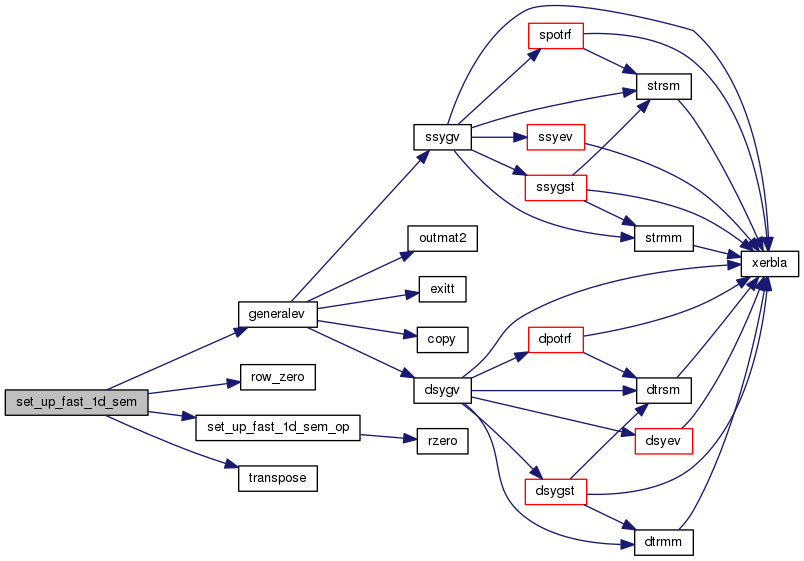 spotrf
strsm
ssygv
ssyev
ssygst
strmm
outmat2
xerbla
exitt
generalev
copy
dpotrf
row_zero
dsygv
dtrsm
set_up_fast_1d_sem
set_up_fast_1d_sem_op
rzero
dsyev
transpose
dsygst
dtrmm